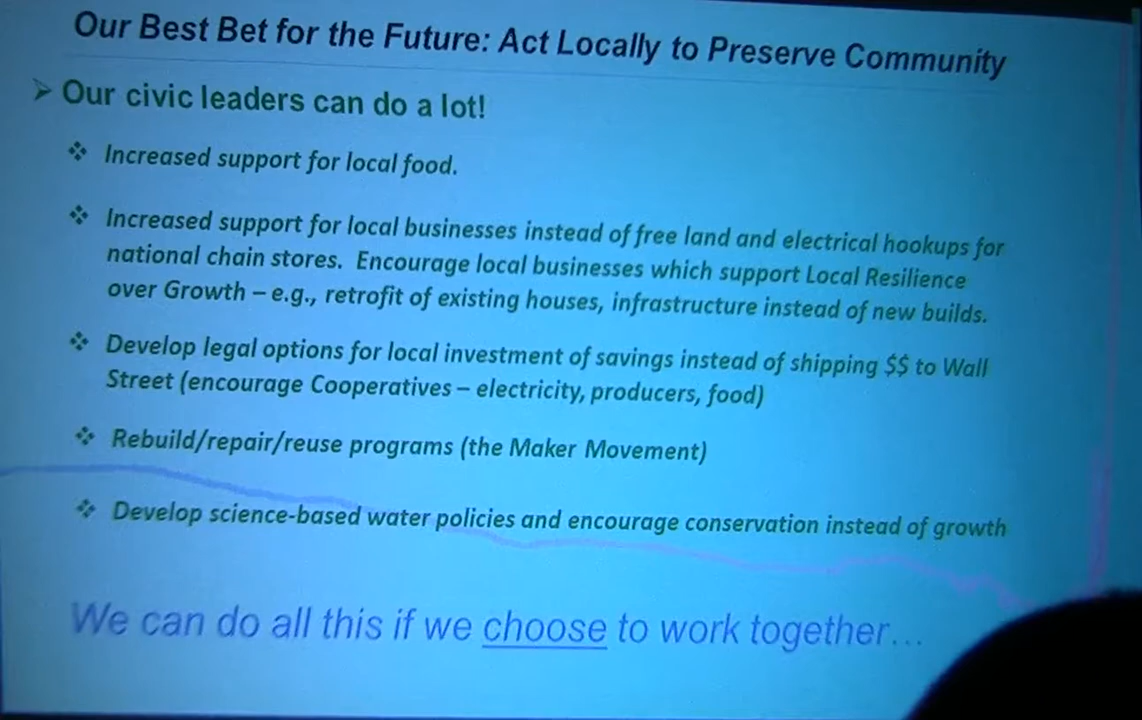 Our Best Bet for the Future: Act Locally to Preserve Community
Our civic leaders can do a lot!
Increased support for local food.
Increased support for local businesses instead of free land and electrical hookups for
national chain stores. Encourage local businesses which support Local Resilience
over Growth – e.g., retrofit of existing houses, infrastructure instead of new builds.
Develop legal options for local investment of savings instead of shipping $$ to Wall
Street (encourage Cooperatives – electricity, producers, food)
Rebuild/repair/reuse programs (the Maker Movement)
Develop science-based water policies and encourage conservation instead of growth
We can do all this if we choose to work together...